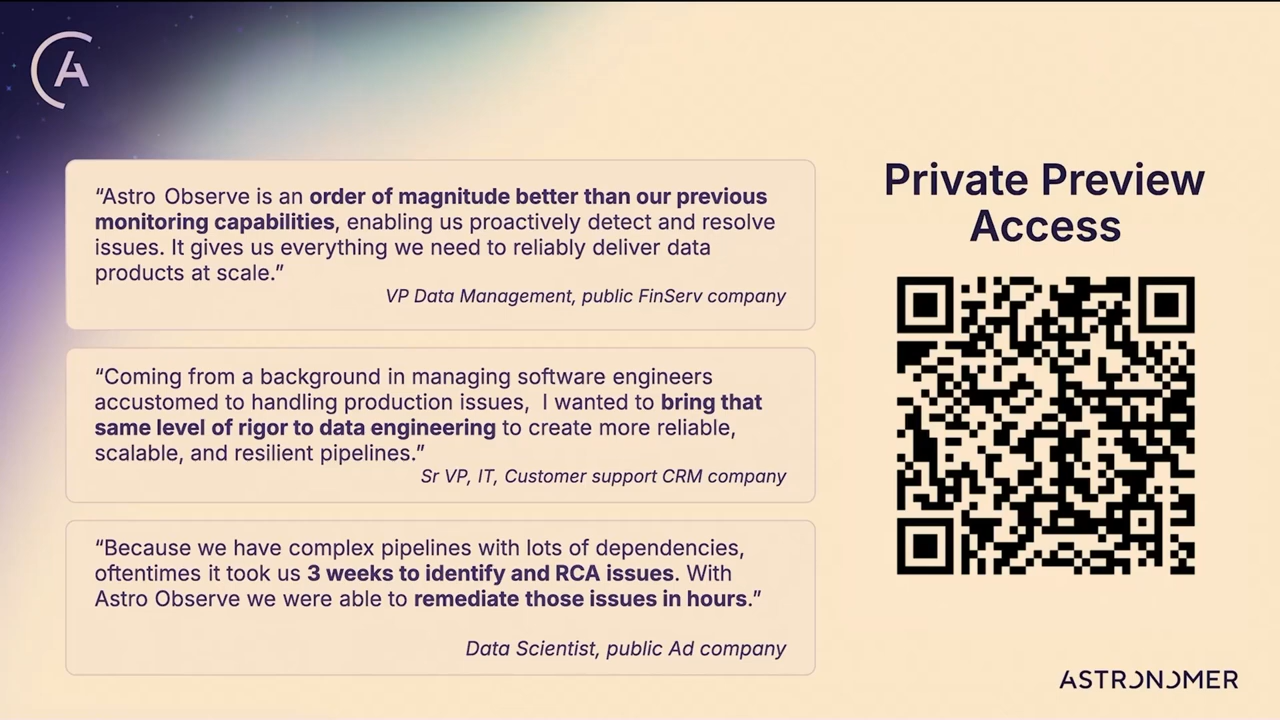 “Astro Observe is an order of magnitude better than our previous
monitoring capabilities, enabling us proactively detect and resolve
issues. It gives us everything we need to reliably deliver data
products at scale.”
VP Data Management, public FinServ company
“Coming from a background in managing software engineers
accustomed to handling production issues,  I wanted to bring that
same level of rigor to data engineering to create more reliable,
scalable, and resilient pipelines.”
Sr VP, IT, Customer support CRM company
“Because we have complex pipelines with lots of dependencies,
oftentimes it took us 3 weeks to identify and RCA issues. With
Astro Observe we were able to remediate those issues in hours.”
Data Scientist, public Ad company
Private Preview
Access
ASTRONOMER